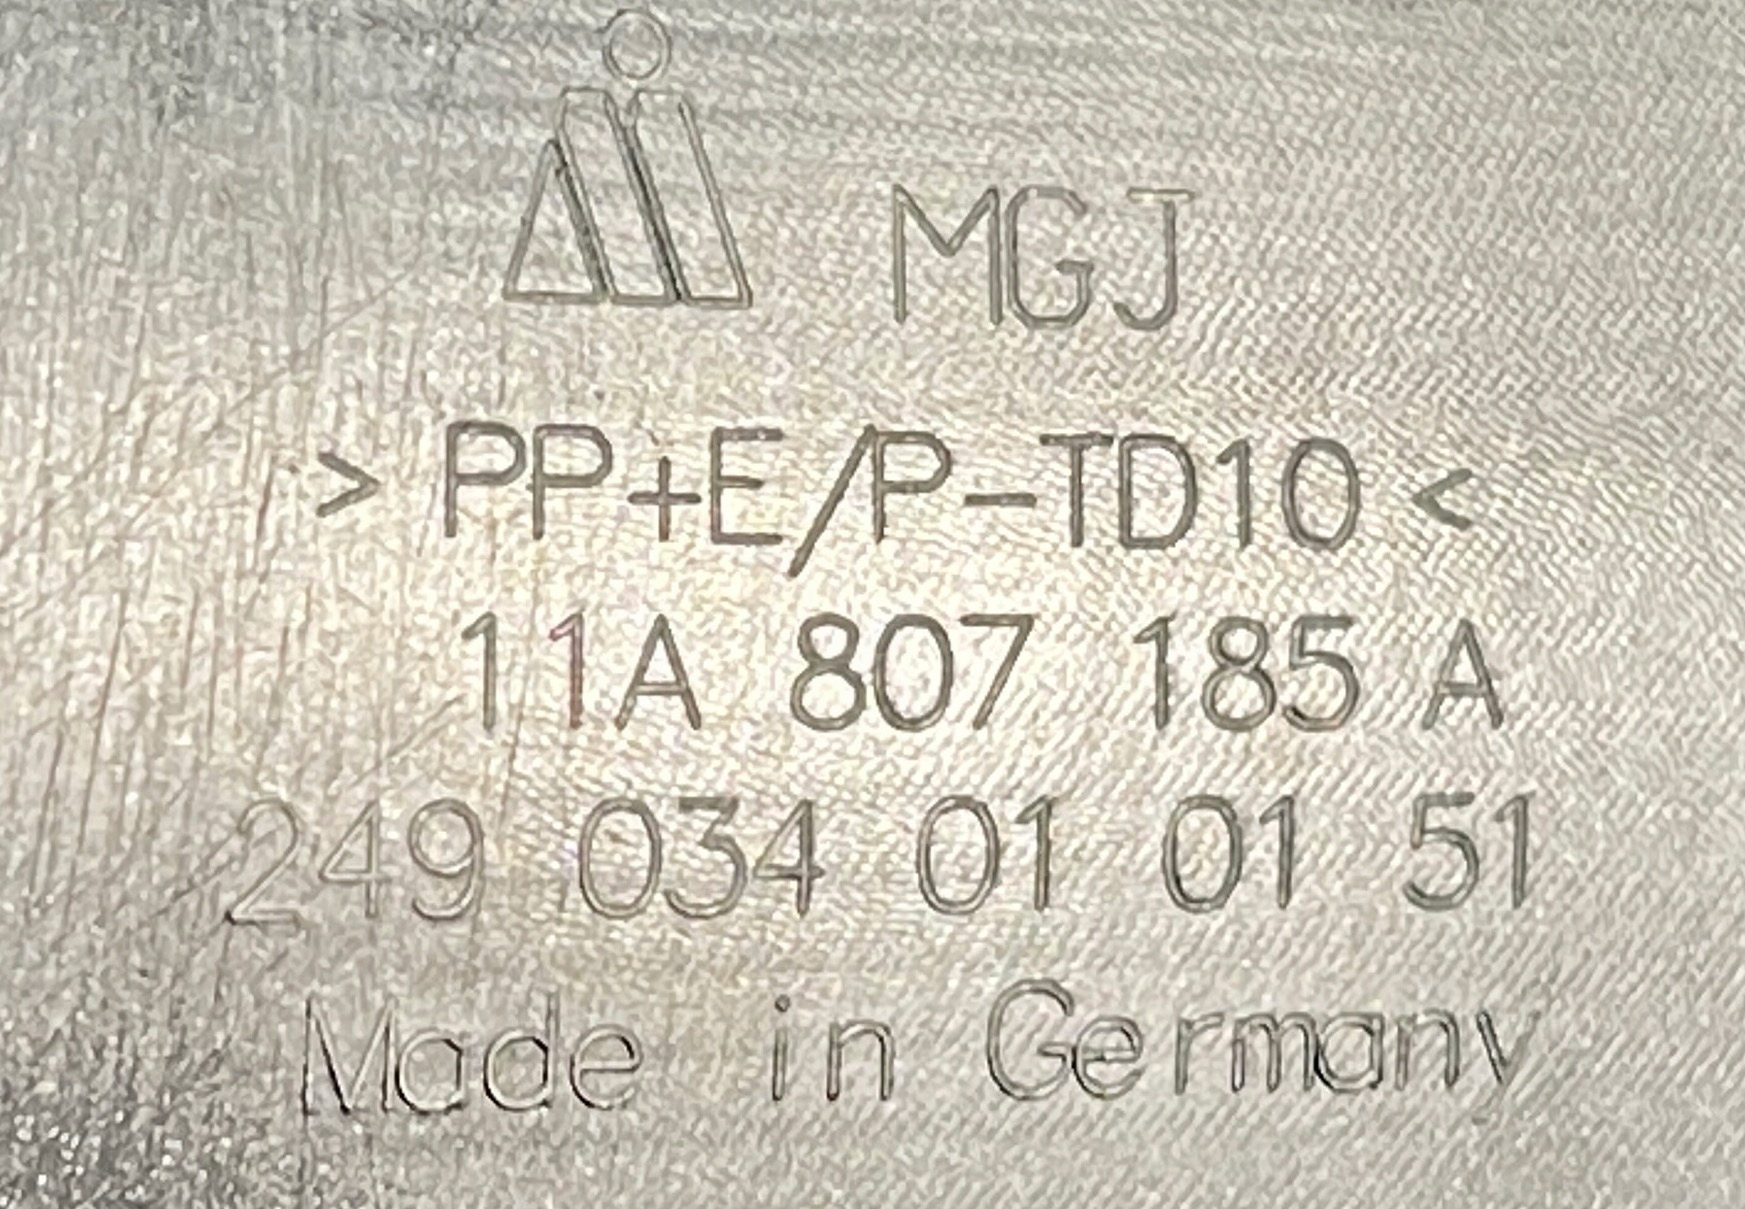 MGJ
> PP+E/P-TD10 <
11A 807 185 A
249 034 01 01 51
Made in Germany